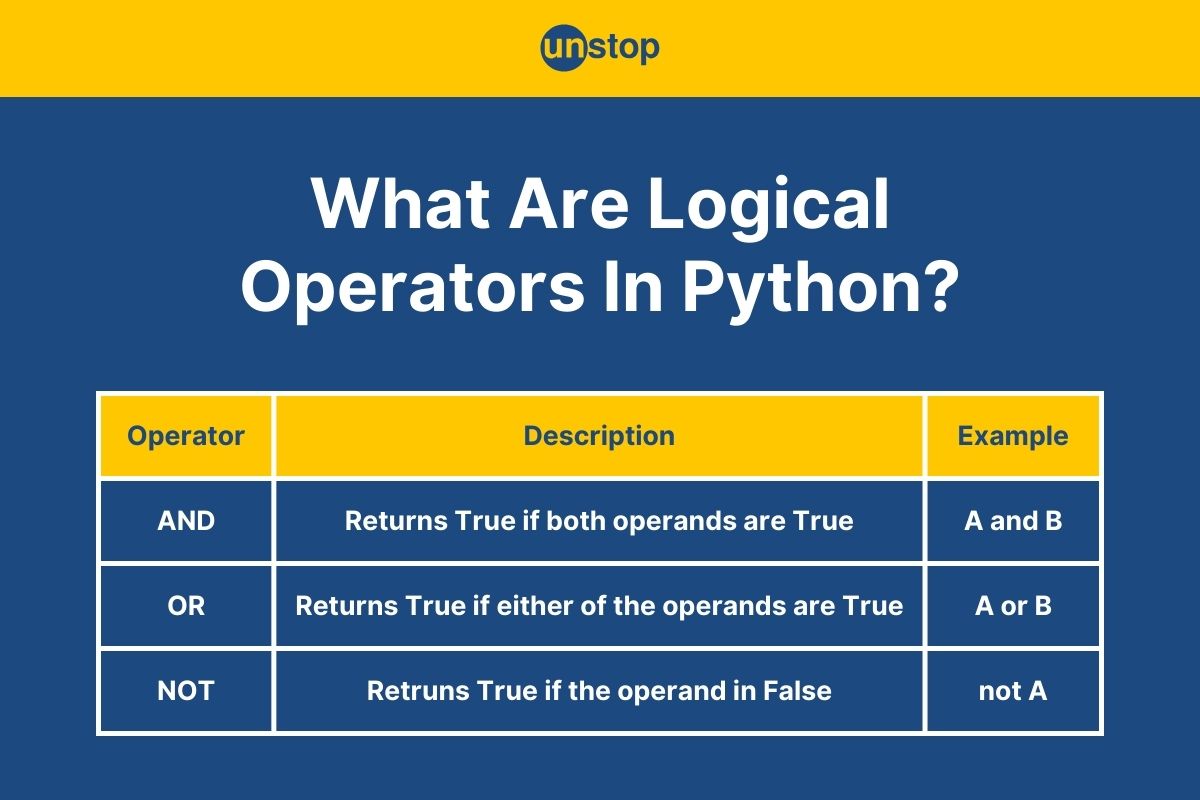 unstop
What Are Logical
Operators In Python?
Operator Description Example
AND Returns True if both operands are True A and B
OR Returns True if either of the operands are True A or B
NOT Retruns True if the operand in False not A